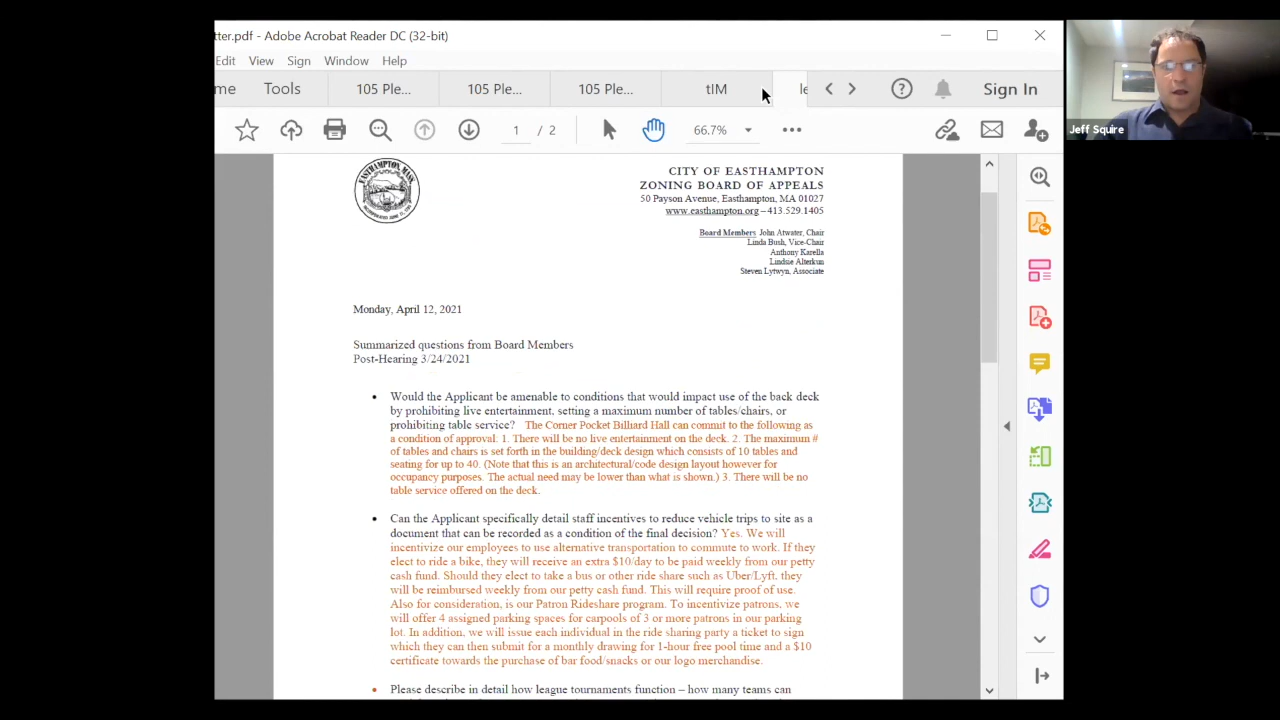 tter.pdf - Adobe Acrobat Reader DC (32-bit)
Edit View Sign Window Help
me Tools 105 Ple... 105 Ple... 105 Ple... tIM le Sign In
1 / 2 66.7%
Jeff Squire
EASTHAMPTON, MASS.
CITY OF EASTHAMPTON
ZONING BOARD OF APPEALS
50 Payson Avenue, Easthampton, MA 01027
www.easthampton.org – 413.529.1405
Board Members John Atwater, Chair
Linda Bush, Vice-Chair
Anthony Karella
Lindsie Alterkun
Steven Lytwyn, Associate
Monday, April 12, 2021
Summarized questions from Board Members
Post-Hearing 3/24/2021
• Would the Applicant be amenable to conditions that would impact use of the back deck
by prohibiting live entertainment, setting a maximum number of tables/chairs, or
prohibiting table service? The Corner Pocket Billiard Hall can commit to the following as
a condition of approval: 1. There will be no live entertainment on the deck. 2. The maximum #
of tables and chairs is set forth in the building/deck design which consists of 10 tables and
seating for up to 40. (Note that this is an architectural/code design layout however for
occupancy purposes. The actual need may be lower than what is shown.) 3. There will be no
table service offered on the deck.
• Can the Applicant specifically detail staff incentives to reduce vehicle trips to site as a
document that can be recorded as a condition of the final decision? Yes. We will
incentivize our employees to use alternative transportation to commute to work. If they
elect to ride a bike, they will receive an extra $10/day to be paid weekly from our petty
cash fund. Should they elect to take a bus or other ride share such as Uber/Lyft, they
will be reimbursed weekly from our petty cash fund. This will require proof of use.
Also for consideration, is our Patron Rideshare program. To incentivize patrons, we
will offer 4 assigned parking spaces for carpools of 3 or more patrons in our parking
lot. In addition, we will issue each individual in the ride sharing party a ticket to sign
which they can then submit for a monthly drawing for 1-hour free pool time and a $10
certificate towards the purchase of bar food/snacks or our logo merchandise.
• Please describe in detail how league tournaments function – how many teams can